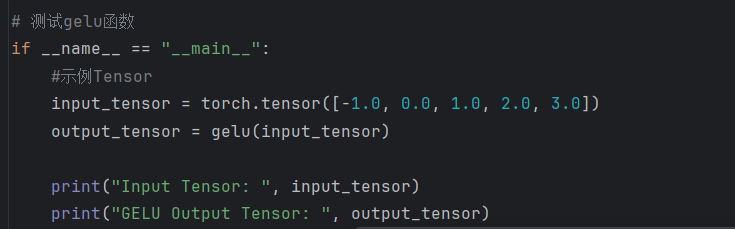 # 测试gelu函数
if __name__ == "__main__":
#示例Tensor
input_tensor = torch.tensor([-1.0, 0.0, 1.0, 2.0, 3.0])
output_tensor = gelu(input_tensor)
print("Input Tensor: ", input_tensor)
print("GELU Output Tensor: ", output_tensor)